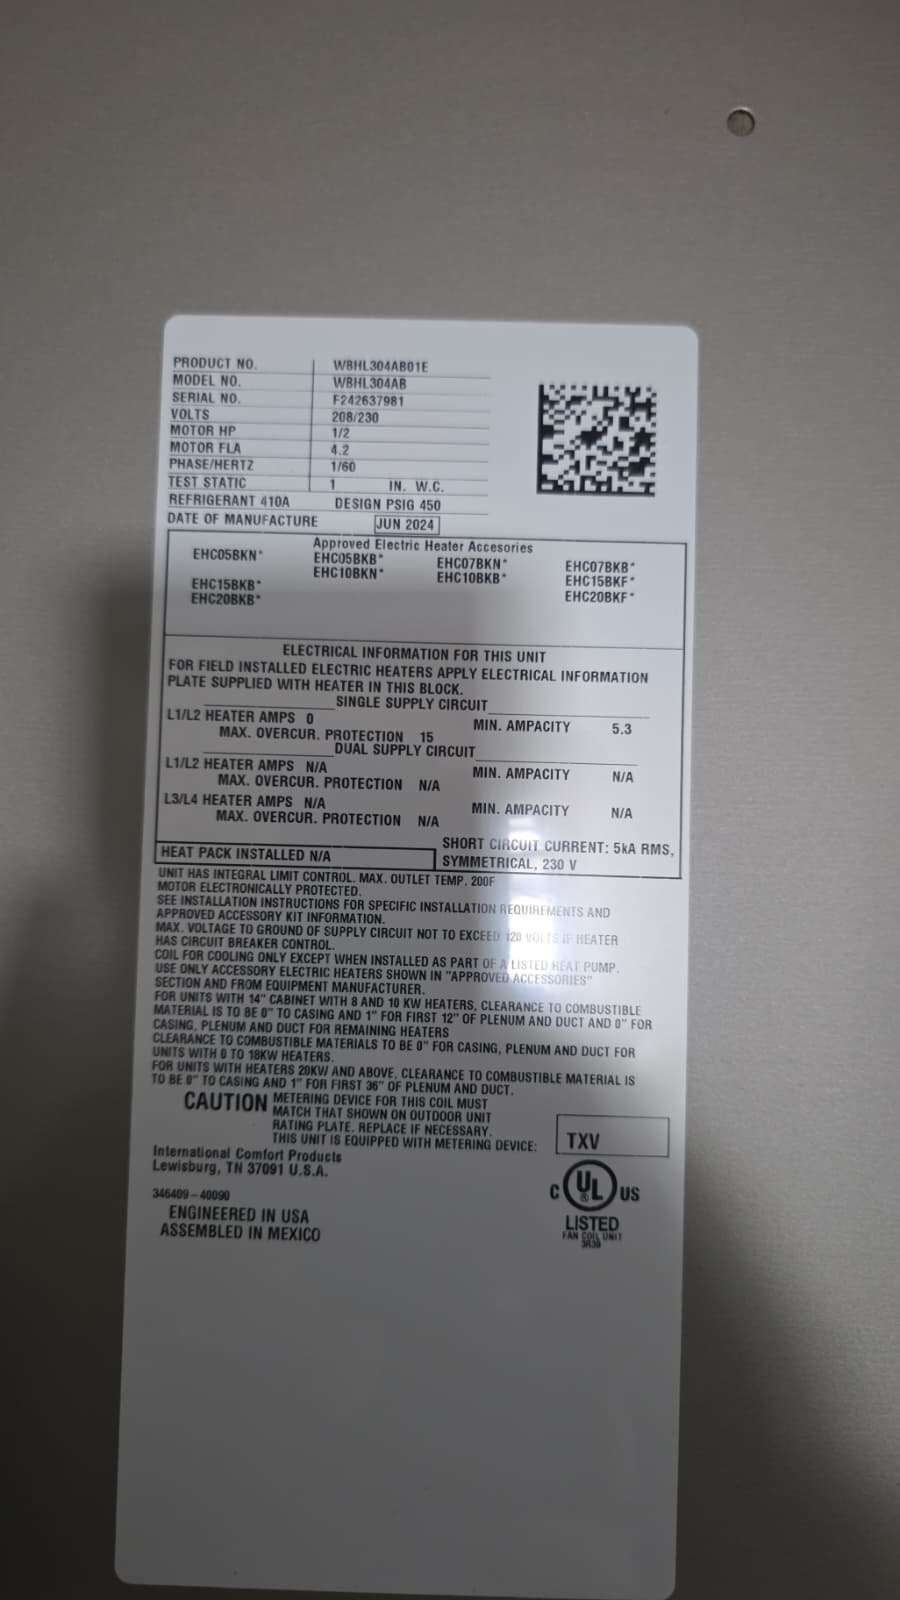 PRODUCT NO. WBHL304AB01E
MODEL NO. WBHL304AB
SERIAL NO. F242637981
VOLTS 208/230
MOTOR HP 1/2
MOTOR FLA 4.2
PHASE/HERTZ 1/60
TEST STATIC 1 IN. W.C.
REFRIGERANT 410A DESIGN PSIG 450
DATE OF MANUFACTURE JUN 2024
Approved Electric Heater Accesories
EHC05BKN* EHC05BKB* EHC07BKN* EHC07BKB*
EHC10BKN* EHC10BKB* EHC15BKF*
EHC15BKB* EHC20BKF*
EHC20BKB*
ELECTRICAL INFORMATION FOR THIS UNIT
FOR FIELD INSTALLED ELECTRIC HEATERS APPLY ELECTRICAL INFORMATION
PLATE SUPPLIED WITH HEATER IN THIS BLOCK.
SINGLE SUPPLY CIRCUIT
L1/L2 HEATER AMPS 0 MIN. AMPACITY 5.3
MAX. OVERCUR. PROTECTION 15
DUAL SUPPLY CIRCUIT
L1/L2 HEATER AMPS N/A MIN. AMPACITY N/A
MAX. OVERCUR. PROTECTION N/A
L3/L4 HEATER AMPS N/A MIN. AMPACITY N/A
MAX. OVERCUR. PROTECTION N/A
HEAT PACK INSTALLED N/A
SHORT CIRCUIT CURRENT: 5kA RMS,
SYMMETRICAL, 230 V
UNIT HAS INTEGRAL LIMIT CONTROL. MAX. OUTLET TEMP. 200F
MOTOR ELECTRONICALLY PROTECTED.
SEE INSTALLATION INSTRUCTIONS FOR SPECIFIC INSTALLATION REQUIREMENTS AND
APPROVED ACCESSORY KIT INFORMATION.
MAX. VOLTAGE TO GROUND OF SUPPLY CIRCUIT NOT TO EXCEED 120 VOLTS IF HEATER
HAS CIRCUIT BREAKER CONTROL.
COIL FOR COOLING ONLY EXCEPT WHEN INSTALLED AS PART OF A LISTED HEAT PUMP.
USE ONLY ACCESSORY ELECTRIC HEATERS SHOWN IN "APPROVED ACCESSORIES"
SECTION AND FROM EQUIPMENT MANUFACTURER.
FOR UNITS WITH 14" CABINET WITH 8 AND 10 KW HEATERS, CLEARANCE TO COMBUSTIBLE
MATERIAL IS TO BE 0" TO CASING AND 1" FOR FIRST 12" OF PLENUM AND DUCT AND 0" FOR
CASING, PLENUM AND DUCT FOR REMAINING HEATERS
CLEARANCE TO COMBUSTIBLE MATERIALS TO BE 0" FOR CASING, PLENUM AND DUCT FOR
UNITS WITH 0 TO 18KW HEATERS.
FOR UNITS WITH HEATERS 20KW AND ABOVE, CLEARANCE TO COMBUSTIBLE MATERIAL IS
TO BE 0" TO CASING AND 1" FOR FIRST 36" OF PLENUM AND DUCT.
CAUTION METERING DEVICE FOR THIS COIL MUST
MATCH THAT SHOWN ON OUTDOOR UNIT
RATING PLATE. REPLACE IF NECESSARY.
THIS UNIT IS EQUIPPED WITH METERING DEVICE: TXV
International Comfort Products
Lewisburg, TN 37091 U.S.A.
346409-40090
ENGINEERED IN USA
ASSEMBLED IN MEXICO
C UL® US
LISTED
FAN COIL UNIT